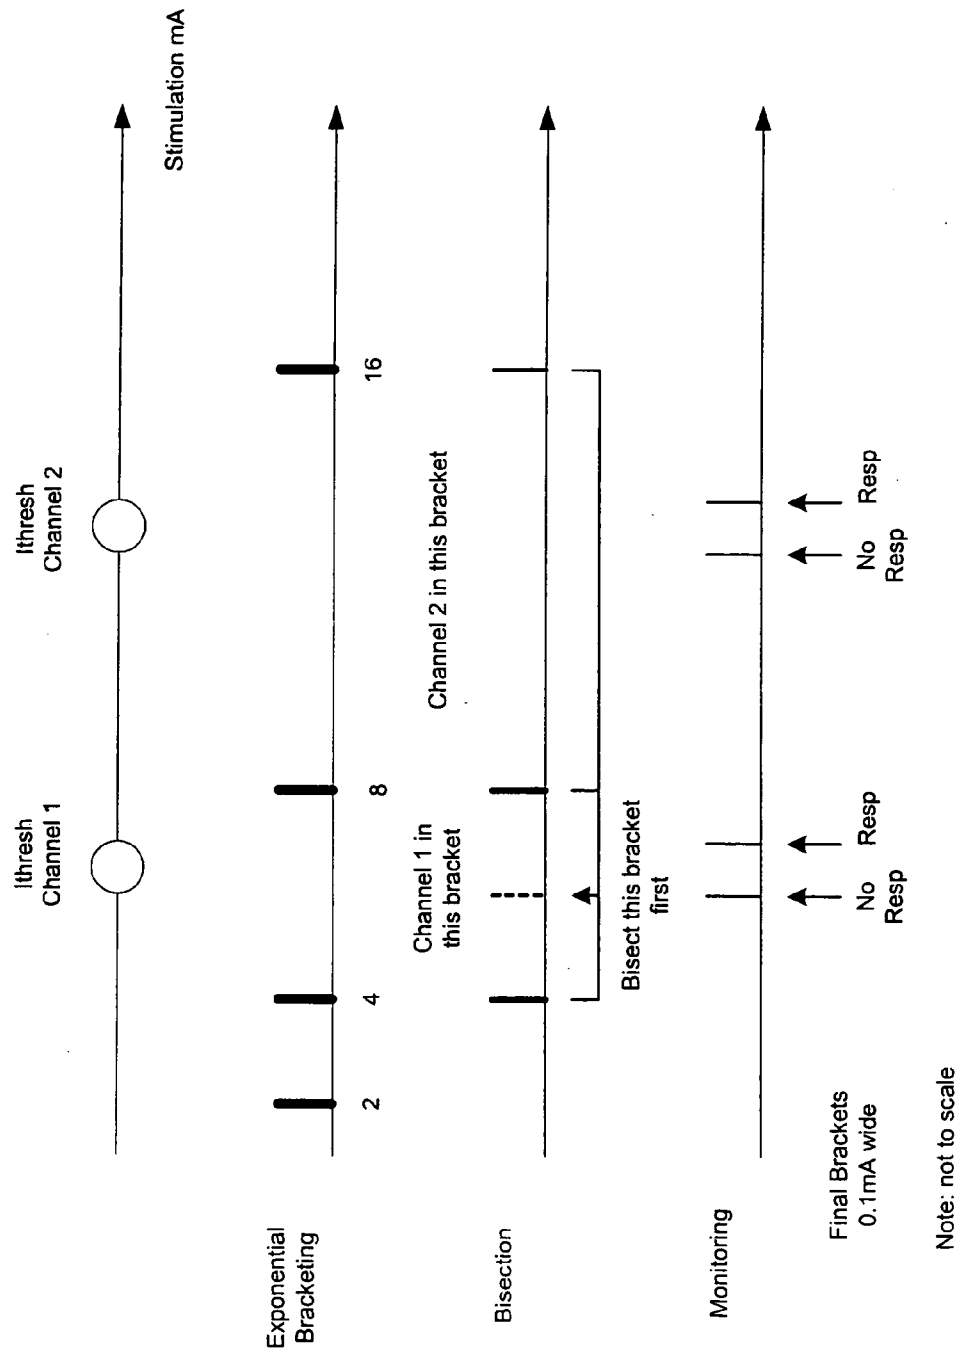 Ithresh
Channel 1
Ithresh
Channel 2
Stimulation mA
Exponential
Bracketing
2
4
8
16
Bisection
Channel 1 in
this bracket
Channel 2 in this bracket
Bisect this bracket
first
Monitoring
No
Resp
Resp
No
Resp
Resp
Final Brackets
0.1mA wide
Note: not to scale